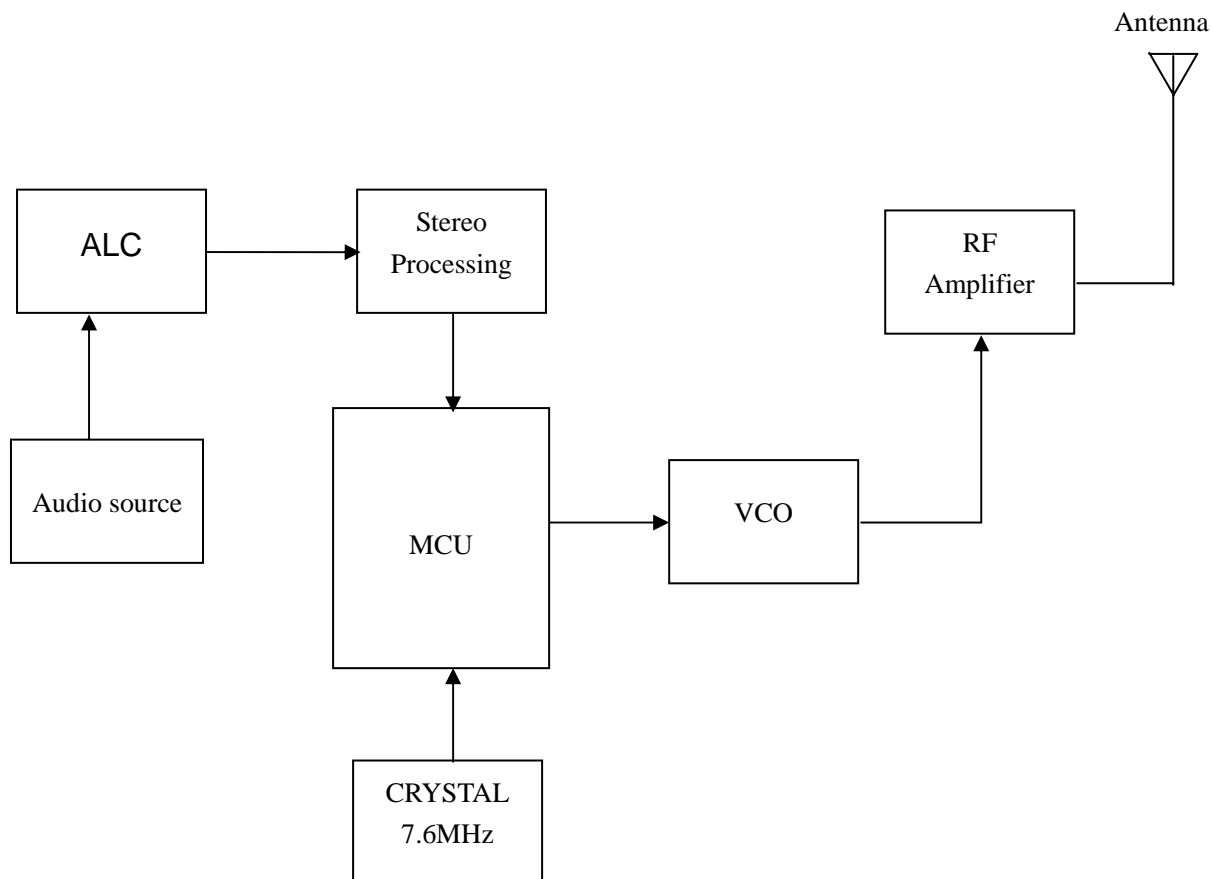 Antenna
ALC
Stereo
Processing
RF
Amplifier
Audio source
MCU
VCO
CRYSTAL
7.6MHz